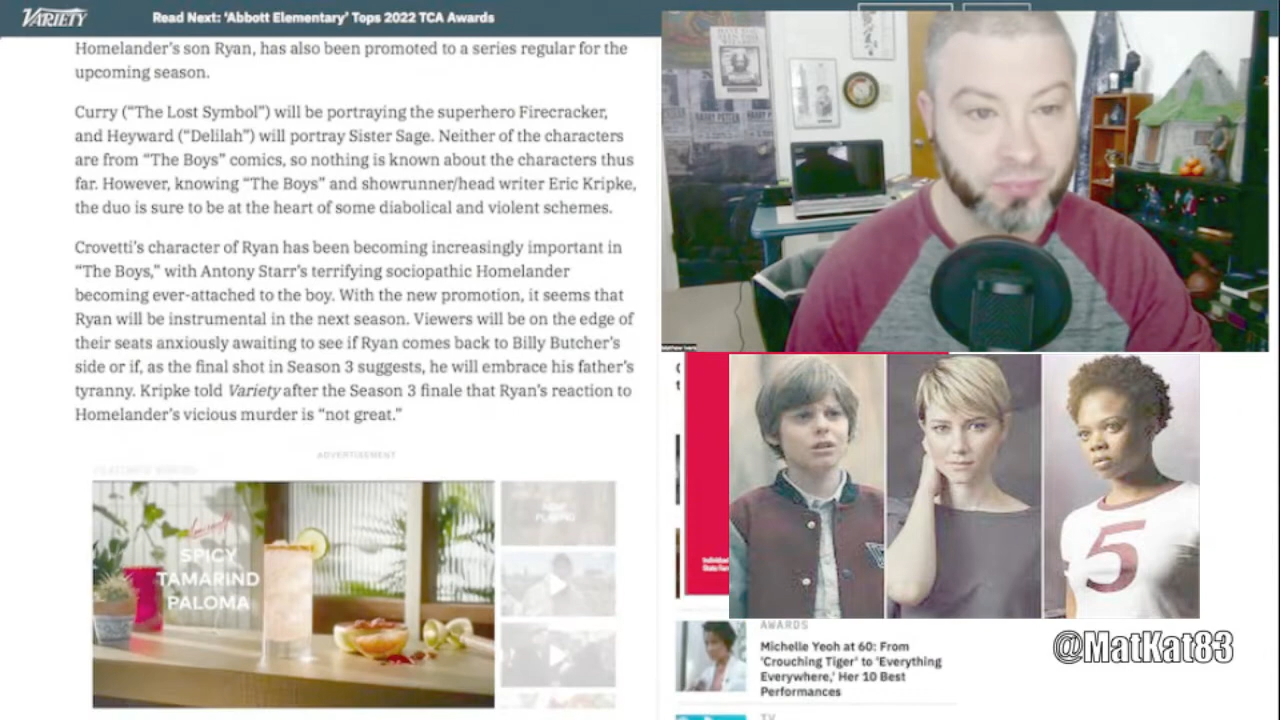 VARIETY
Read Next: ‘Abbott Elementary’ Tops 2022 TCA Awards
Homelander’s son Ryan, has also been promoted to a series regular for the
upcoming season.
Curry (“The Lost Symbol”) will be portraying the superhero Firecracker,
and Heyward (“Delilah”) will portray Sister Sage. Neither of the characters
are from “The Boys” comics, so nothing is known about the characters thus
far. However, knowing “The Boys” and showrunner/head writer Eric Kripke,
the duo is sure to be at the heart of some diabolical and violent schemes.
Crovetti’s character of Ryan has been becoming increasingly important in
“The Boys,” with Antony Starr’s terrifying sociopathic Homelander
becoming ever-attached to the boy. With the new promotion, it seems that
Ryan will be instrumental in the next season. Viewers will be on the edge of
their seats anxiously awaiting to see if Ryan comes back to Billy Butcher’s
side or if, as the final shot in Season 3 suggests, he will embrace his father’s
tyranny. Kripke told Variety after the Season 3 finale that Ryan’s reaction to
Homelander’s vicious murder is “not great.”
ADVERTISEMENT
SPICY
TAMARIND
PALOMA
HARRY POTTER
5
@MatKat83
AWARDS
Michelle Yeoh at 60: From
‘Crouching Tiger’ to ‘Everything
Everywhere,’ Her 10 Best
Performances
TV